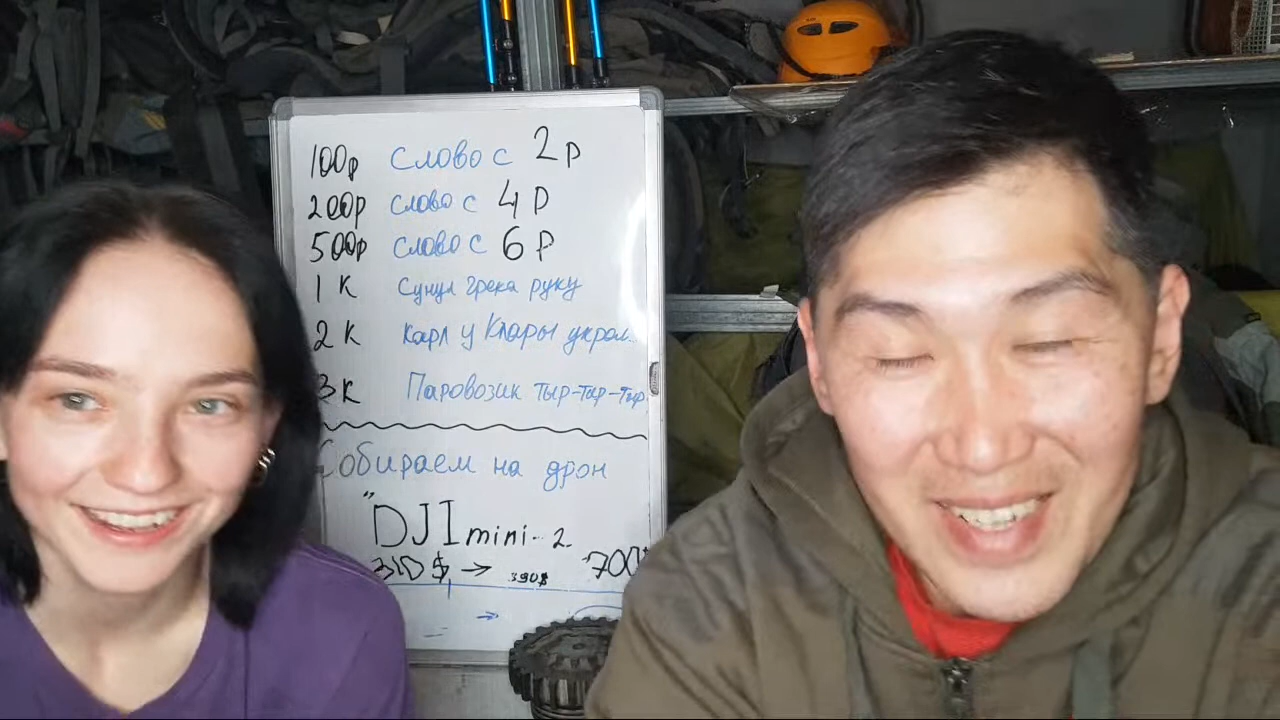 100р слово с 2 р
200р слово с 4 р
500р слово с 6 р
1 К Сунул грека руку
2 К Карл у Клары украл..
3 К Паровозик тыр-тыр-тыр
Собираем на дрон
"DJI mini-2
310$ → 390$ 700$